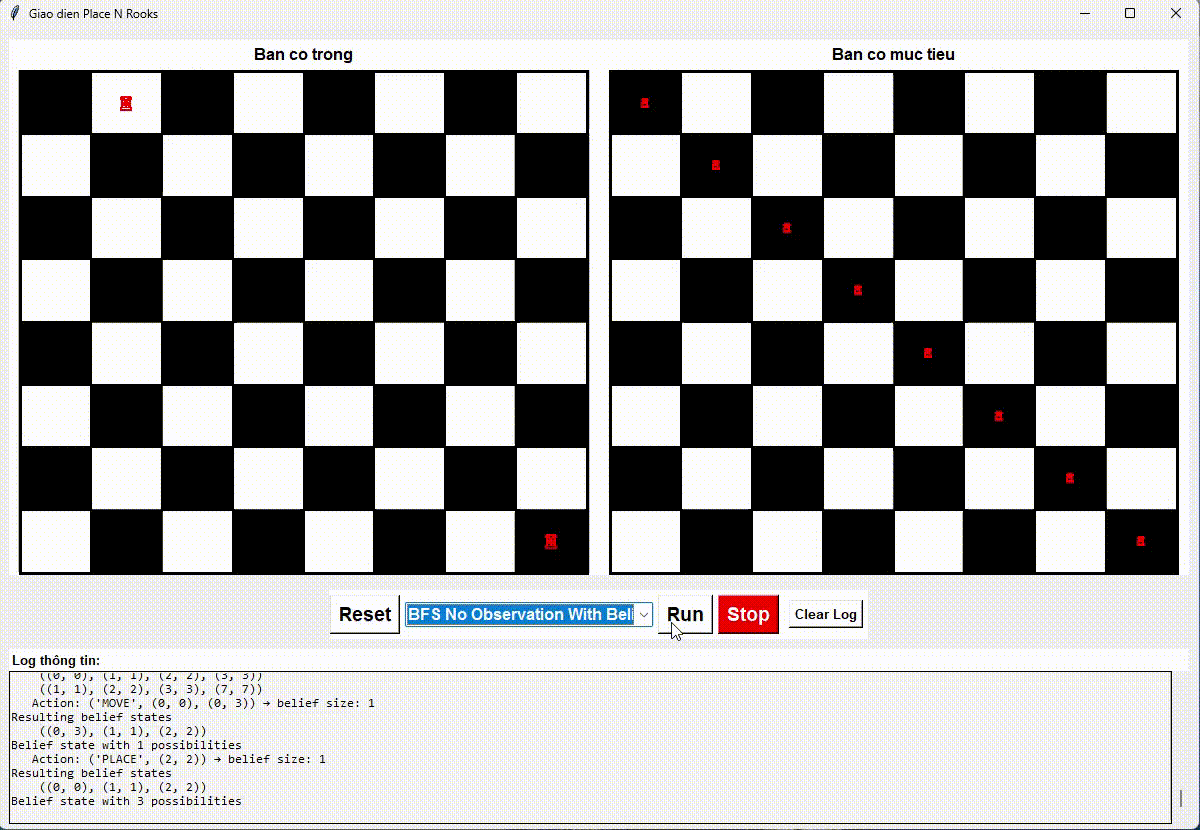 Giao dien Place N Rooks
Ban co trong
Ban co muc tieu
Reset
BFS No Observation With Beli
Run
Stop
Clear Log
Log thông tin:
((0, 0), (1, 1), (2, 2), (3, 3))
((1, 1), (2, 2), (3, 3), (7, 7))
Action: ('MOVE', (0, 0), (0, 3)) → belief size: 1
Resulting belief states
((0, 3), (1, 1), (2, 2))
Belief state with 1 possibilities
Action: ('PLACE', (2, 2)) → belief size: 1
Resulting belief states
((0, 0), (1, 1), (2, 2))
Belief state with 3 possibilities